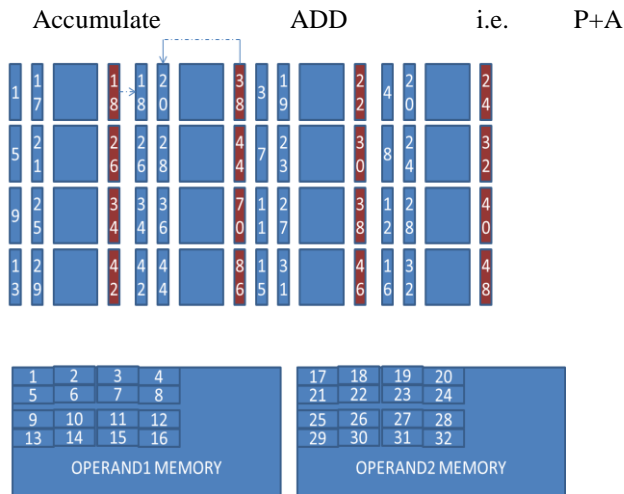 Accumulate ADD i.e. P+A
1 17 18 18 20 38 3 19 22 4 20 24
5 21 26 26 28 44 7 23 30 8 24 32
9 25 34 34 36 70 11 27 38 12 28 40
13 29 42 42 44 86 15 31 46 16 32 48
1 2 3 4
5 6 7 8
9 10 11 12
13 14 15 16
OPERAND1 MEMORY
17 18 19 20
21 22 23 24
25 26 27 28
29 30 31 32
OPERAND2 MEMORY